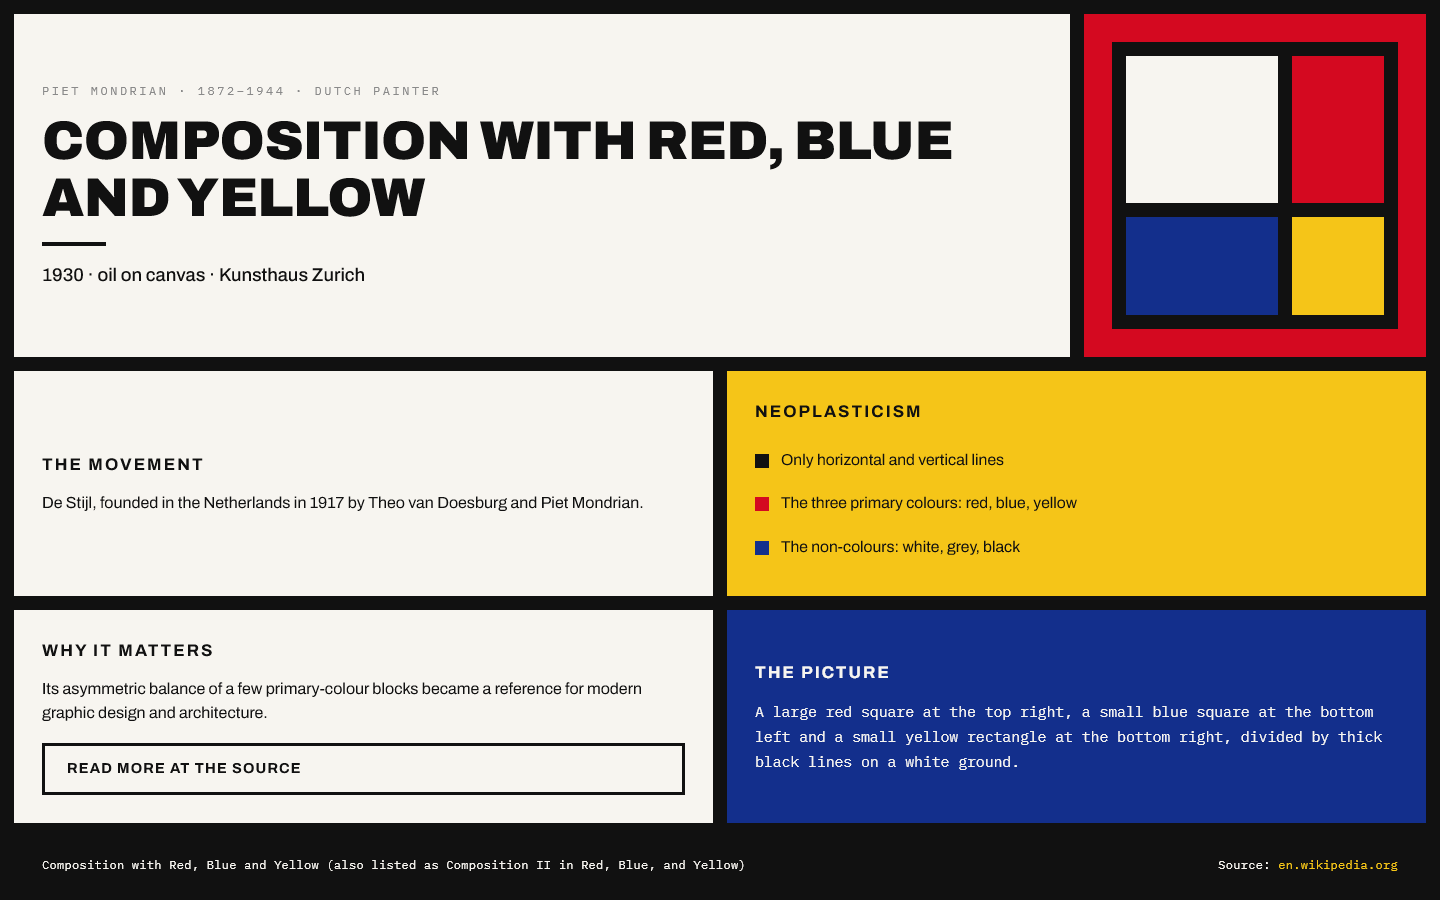 PIET MONDRIAN · 1872–1944 · DUTCH PAINTER
COMPOSITION WITH RED, BLUE
AND YELLOW
1930 · oil on canvas · Kunsthaus Zurich
THE MOVEMENT
De Stijl, founded in the Netherlands in 1917 by Theo van Doesburg and Piet Mondrian.
NEOPLASTICISM
Only horizontal and vertical lines
The three primary colours: red, blue, yellow
The non-colours: white, grey, black
WHY IT MATTERS
Its asymmetric balance of a few primary-colour blocks became a reference for modern
graphic design and architecture.
READ MORE AT THE SOURCE
THE PICTURE
A large red square at the top right, a small blue square at the bottom
left and a small yellow rectangle at the bottom right, divided by thick
black lines on a white ground.
Composition with Red, Blue and Yellow (also listed as Composition II in Red, Blue, and Yellow)
Source: en.wikipedia.org